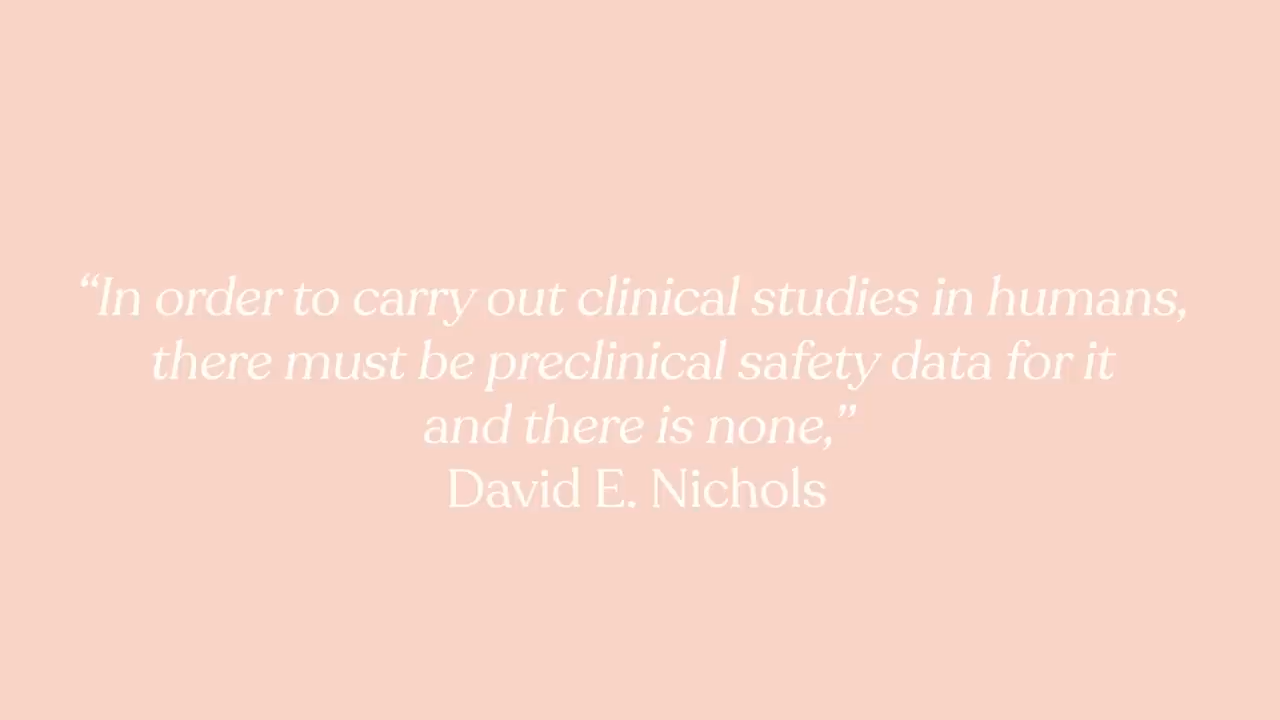 “In order to carry out clinical studies in humans,
there must be preclinical safety data for it
and there is none,”
David E. Nichols